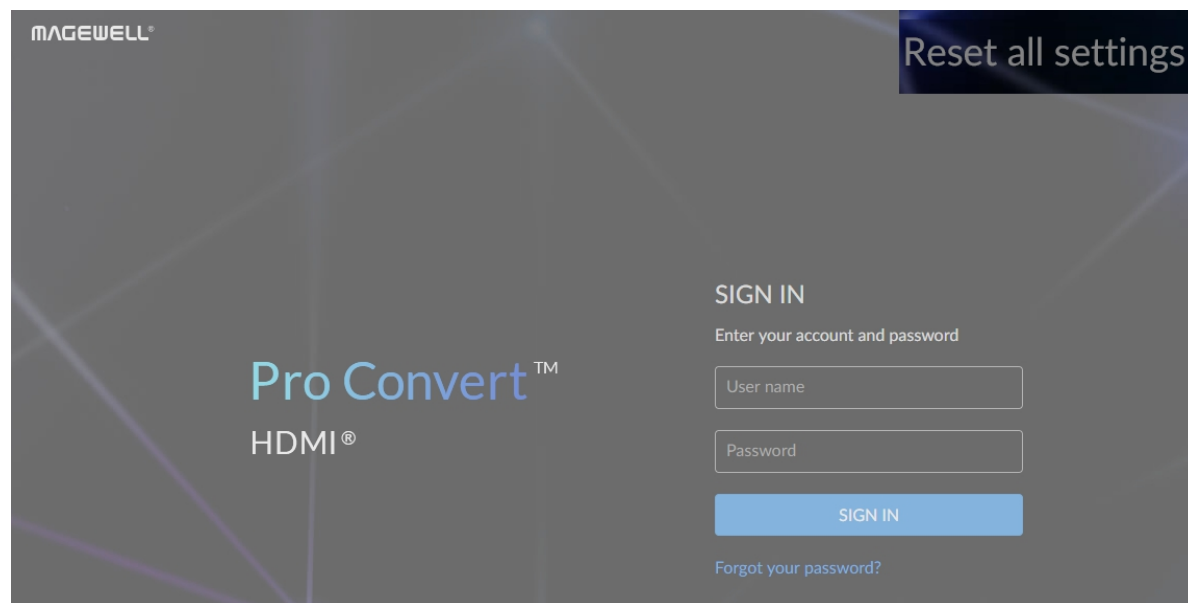 MAGEWELL®
Reset all settings
SIGN IN
Enter your account and password
Pro Convert™
User name
HDMI®
Password
SIGN IN
Forgot your password?